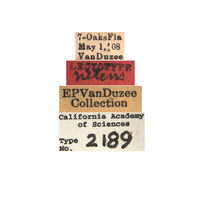 7-OaksFla
May 1, '08
VanDuzee
LECTOTYPE
nitens
EPVanDuzee
Collection
California Academy
of Sciences
Type
No. 2189